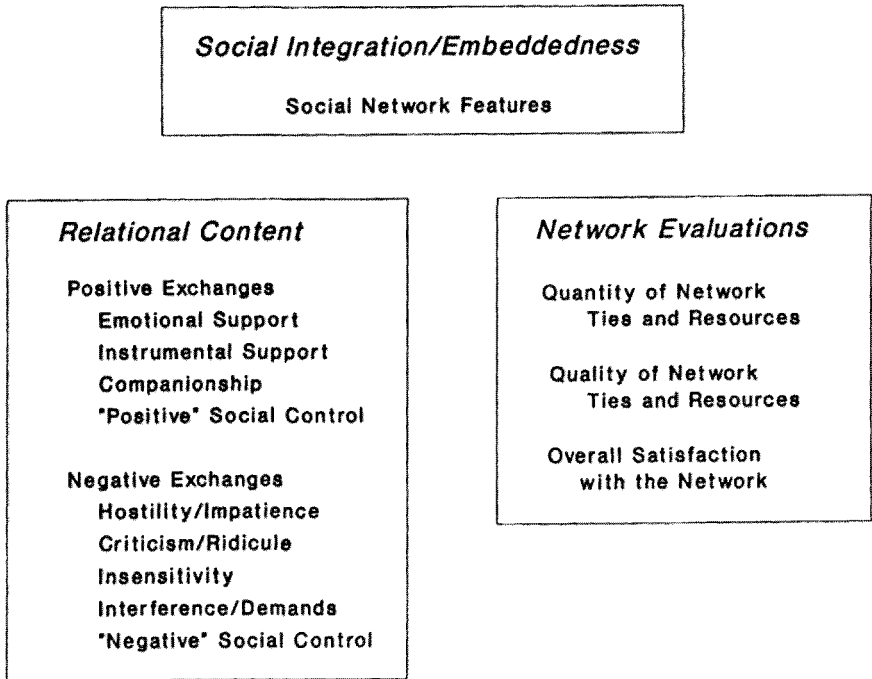 Social Integration/Embeddedness
Social Network Features
Relational Content
Positive Exchanges
Emotional Support
Instrumental Support
Companionship
"Positive" Social Control
Negative Exchanges
Hostility/Impatience
Criticism/Ridicule
Insensitivity
Interference/Demands
"Negative" Social Control
Network Evaluations
Quantity of Network
Ties and Resources
Quality of Network
Ties and Resources
Overall Satisfaction
with the Network